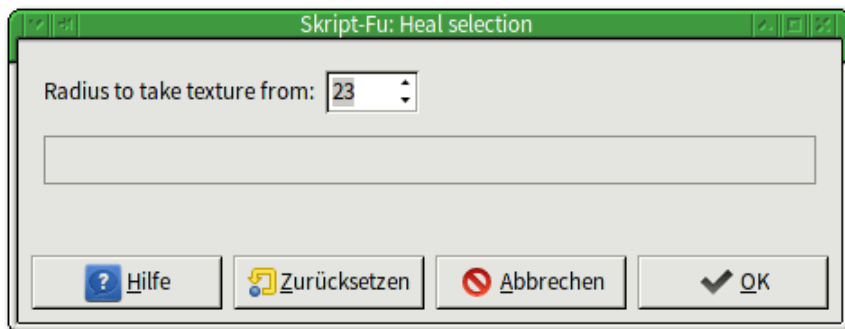 Skript-Fu: Heal selection
Radius to take texture from: 23
Hilfe Zurücksetzen Abbrechen OK